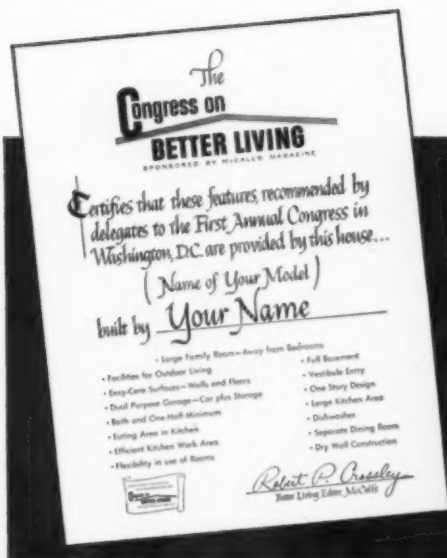 The
Congress on
BETTER LIVING
SPONSORED BY McCALL'S MAGAZINE
Certifies that these features, recommended by
delegates to the First Annual Congress in
Washington, D.C. are provided by this house...
(Name of Your Model)
built by Your Name
• Large Family Room—Away from Bedrooms
• Facilities for Outdoor Living
• Easy-Care Surfaces—Walls and Floors
• Dual Purpose Garage—Car plus Storage
• Bath and One-Half Minimum
• Eating Area in Kitchen
• Efficient Kitchen Work Area
• Flexibility in use of Rooms
• Full Basement
• Vestibule Entry
• One Story Design
• Large Kitchen Area
• Dishwasher
• Separate Dining Room
• Dry Wall Construction
Congress on
BETTER LIVING
Robert P. Crossley
Better Living Editor, McCall's